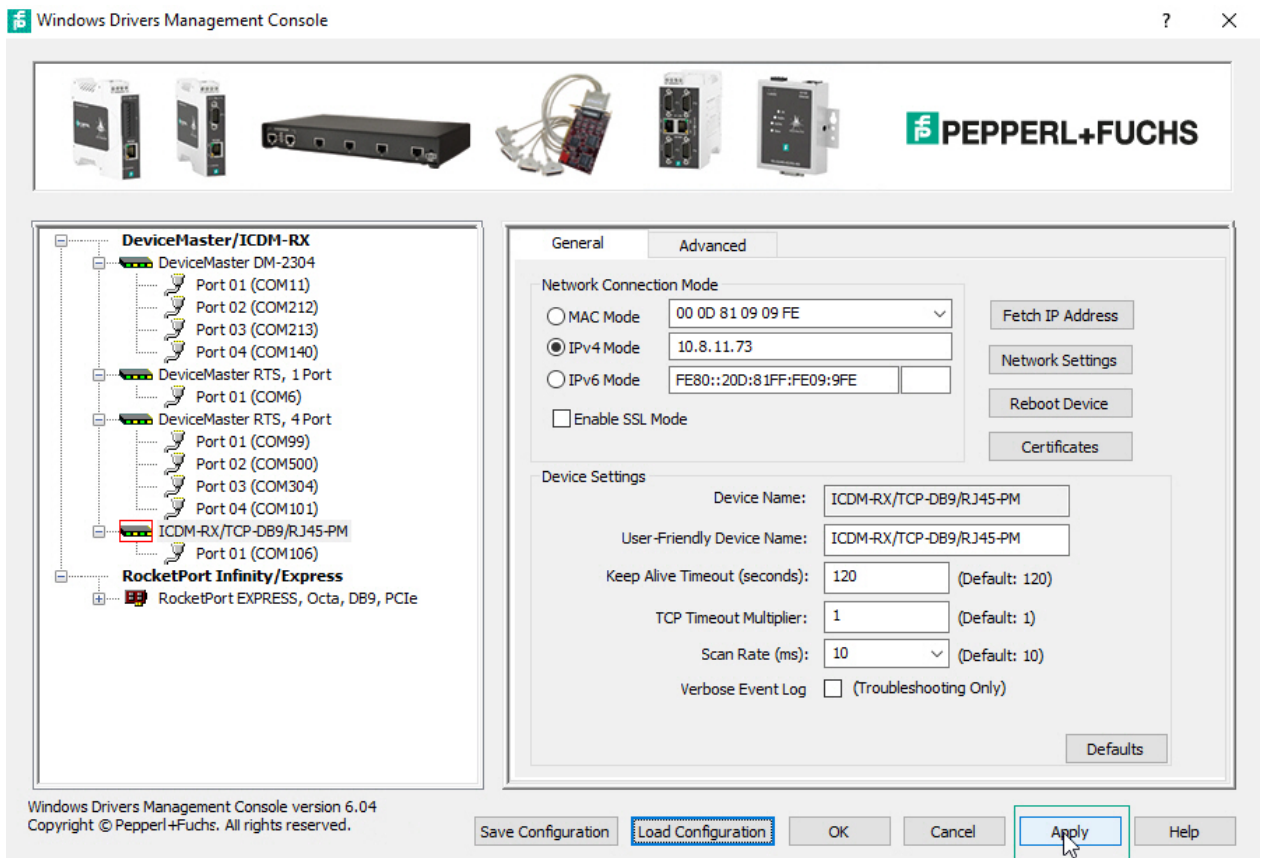 Windows Drivers Management Console
? ×
PEPPERL+FUCHS
DeviceMaster/ICDM-RX
DeviceMaster DM-2304
Port 01 (COM11)
Port 02 (COM212)
Port 03 (COM213)
Port 04 (COM140)
DeviceMaster RTS, 1 Port
Port 01 (COM6)
DeviceMaster RTS, 4 Port
Port 01 (COM99)
Port 02 (COM500)
Port 03 (COM304)
Port 04 (COM101)
ICDM-RX/TCP-DB9/RJ45-PM
Port 01 (COM106)
RocketPort Infinity/Express
RocketPort EXPRESS, Octa, DB9, PCIe
General Advanced
Network Connection Mode
MAC Mode 00 0D 81 09 09 FE
IPv4 Mode 10.8.11.73
IPv6 Mode FE80::20D:81FF:FE09:9FE
Enable SSL Mode
Fetch IP Address
Network Settings
Reboot Device
Certificates
Device Settings
Device Name: ICDM-RX/TCP-DB9/RJ45-PM
User-Friendly Device Name: ICDM-RX/TCP-DB9/RJ45-PM
Keep Alive Timeout (seconds): 120 (Default: 120)
TCP Timeout Multiplier: 1 (Default: 1)
Scan Rate (ms): 10 (Default: 10)
Verbose Event Log (Troubleshooting Only)
Defaults
Windows Drivers Management Console version 6.04
Copyright © Pepperl+Fuchs. All rights reserved.
Save Configuration Load Configuration OK Cancel Apply Help